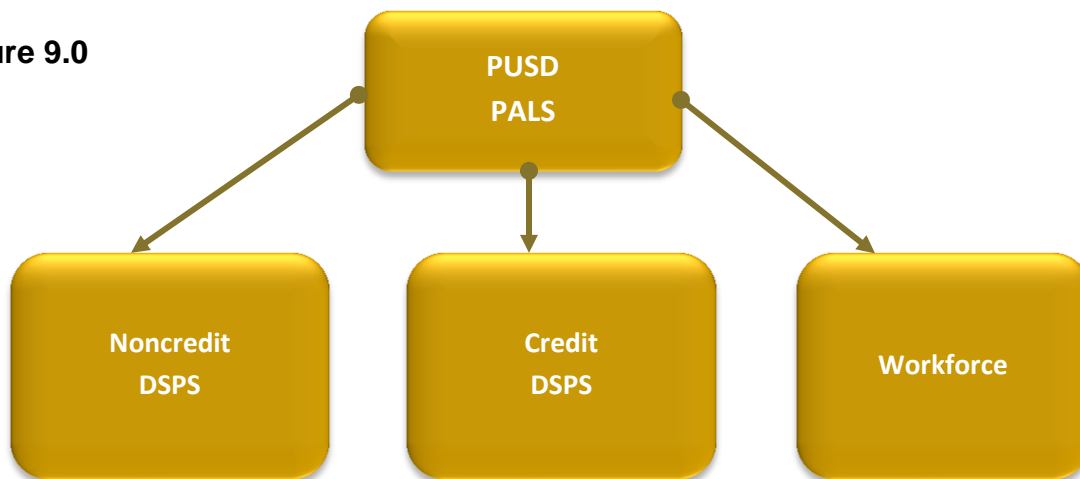 ure 9.0
PUSD
PALS
Noncredit
DSPS
Credit
DSPS
Workforce